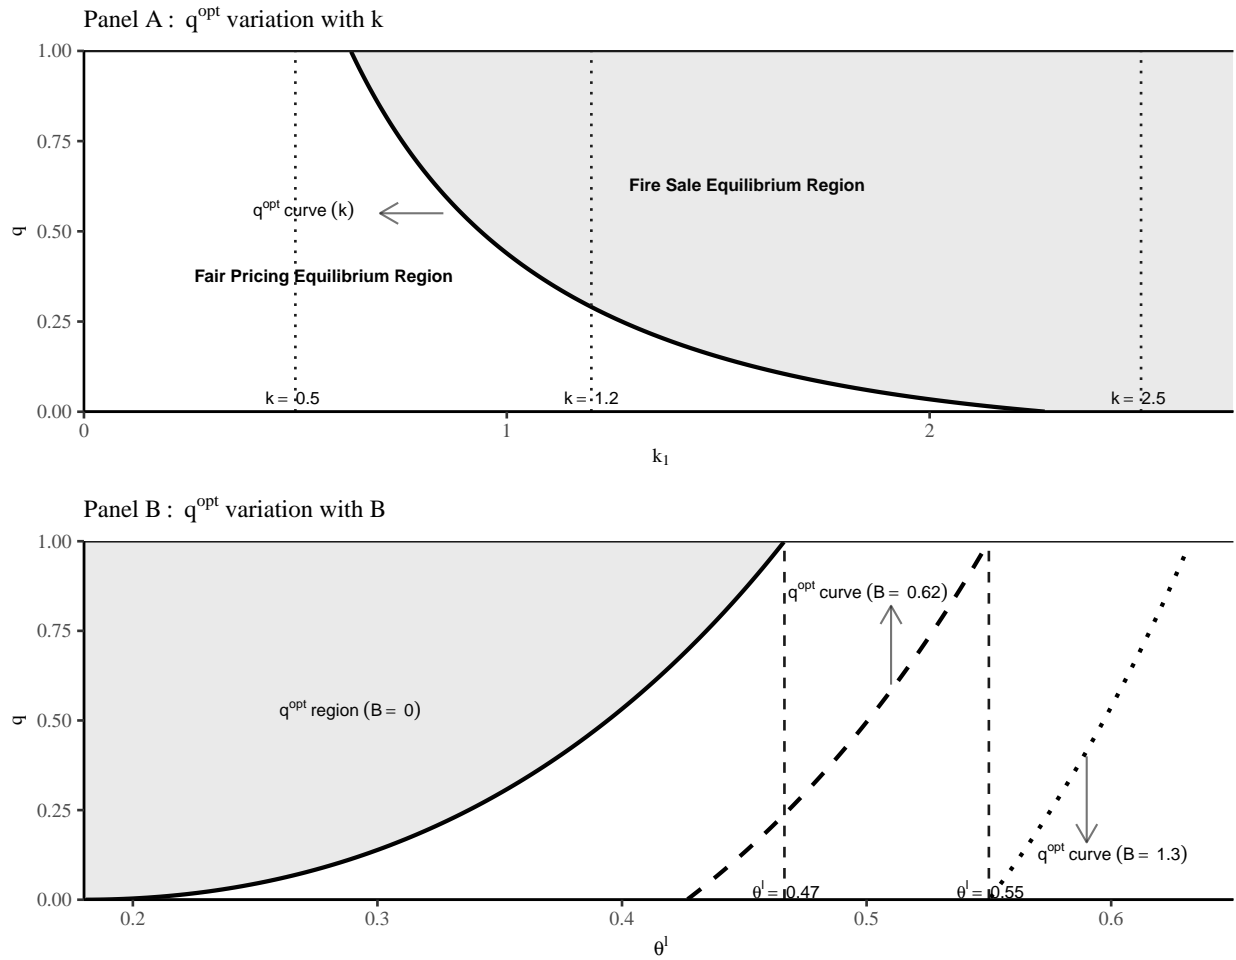 Panel A : q^opt variation with k
1.00
0.75
0.50
0.25
0.00
q
Fire Sale Equilibrium Region
q^opt curve (k)
Fair Pricing Equilibrium Region
k = 0.5
k = 1.2
k = 2.5
0
1
2
k₁
Panel B : q^opt variation with B
1.00
0.75
0.50
0.25
0.00
q
q^opt curve (B = 0.62)
q^opt region (B = 0)
q^opt curve (B = 1.3)
θ^l = 0.47
θ^l = 0.55
0.2
0.3
0.4
0.5
0.6
θ^l